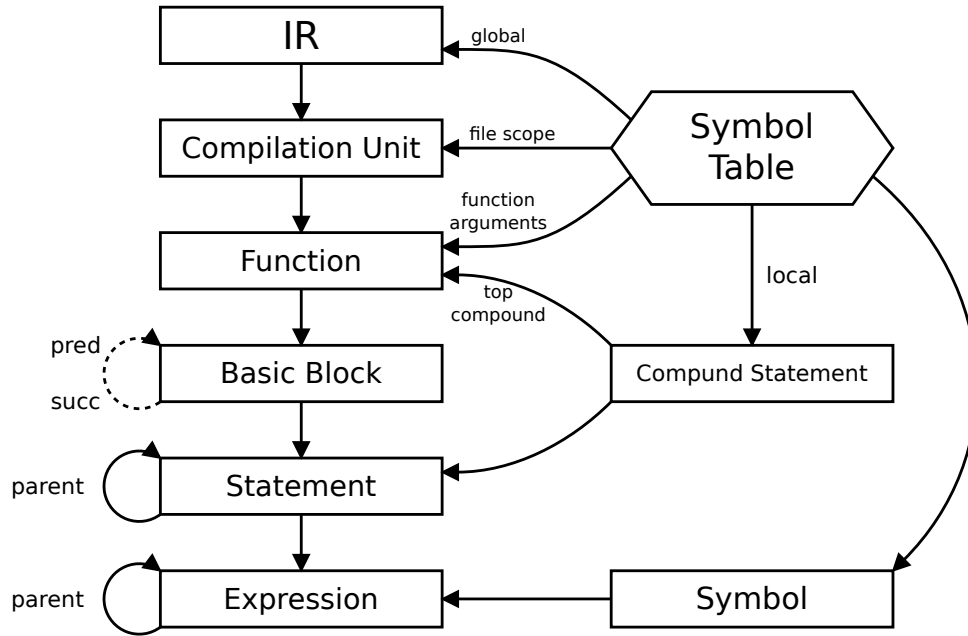 IR
global
Symbol
Table
Compilation Unit
file scope
function
arguments
Function
local
top
compound
pred
succ
Basic Block
Compund Statement
parent
Statement
parent
Expression
Symbol